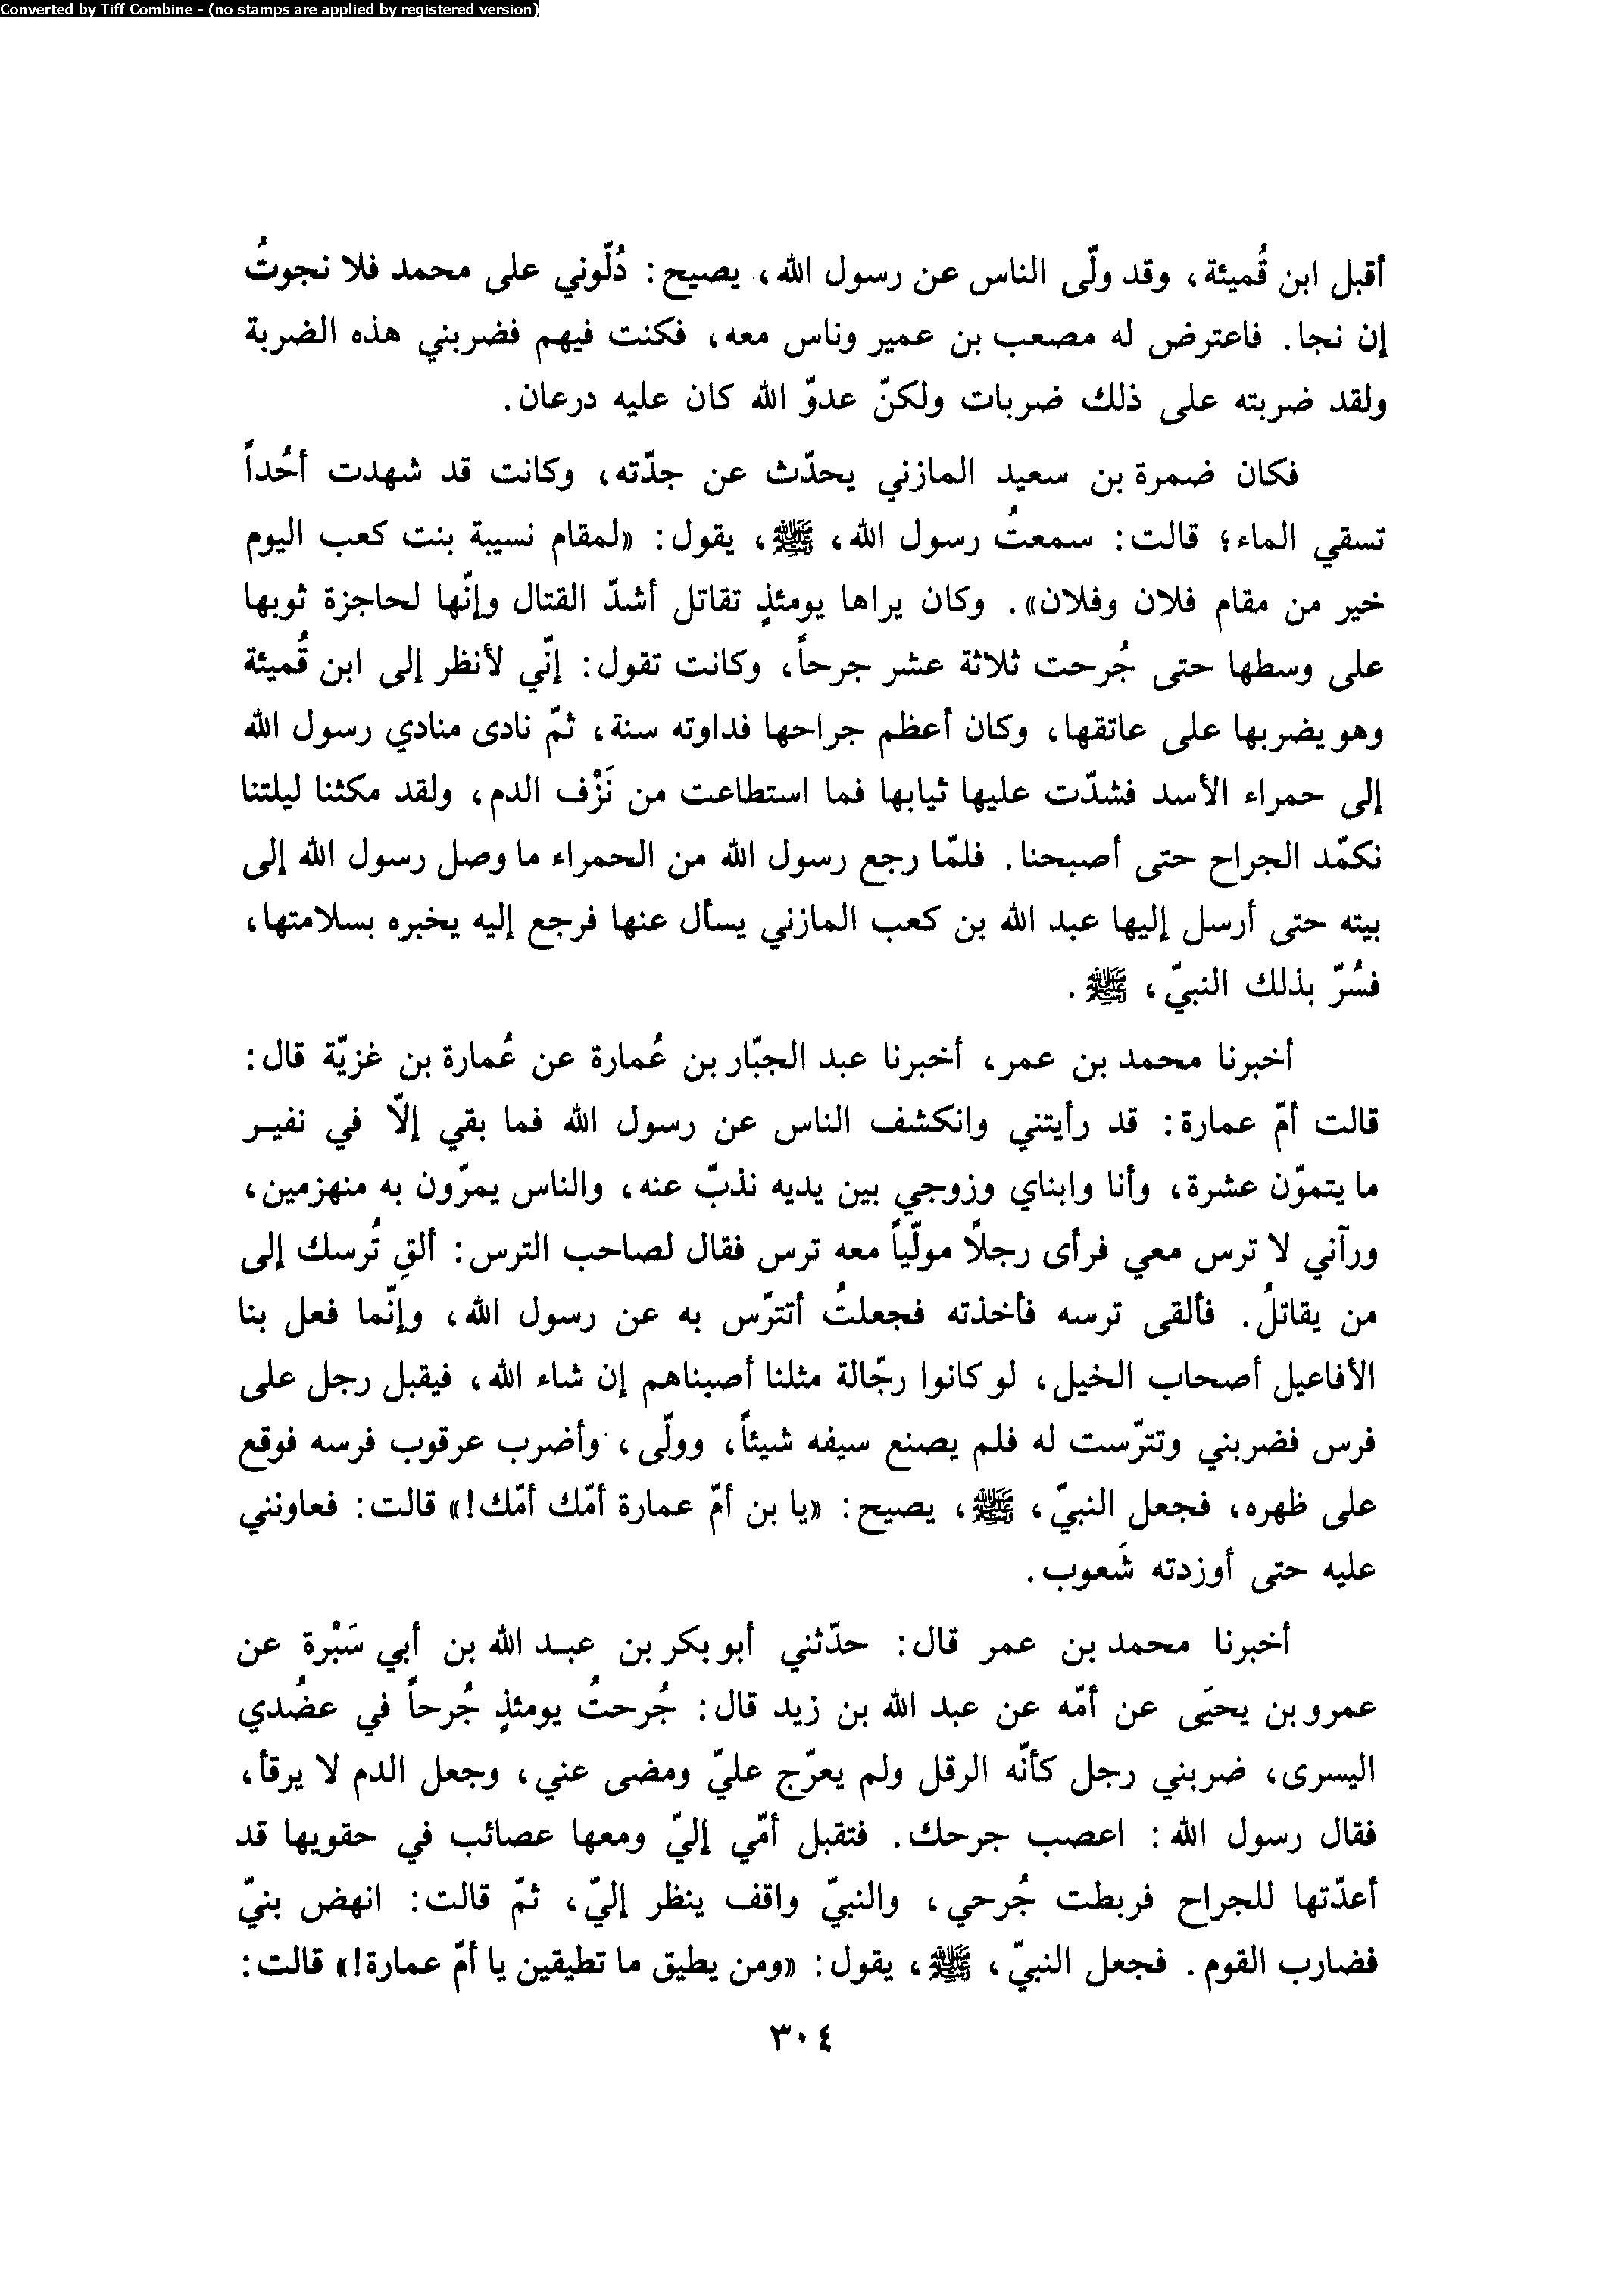 Converted by Tiff Combine - (no stamps are applied by registered version)
أقبل ابن قُميئة، وقد ولّى الناس عن رسول الله، يصيح: دُلّوني على محمد فلا نجوتُ
إن نجا. فاعترض له مصعب بن عمير وناس معه، فكنت فيهم فضربني هذه الضربة
ولقد ضربته على ذلك ضربات ولكنّ عدوّ الله كان عليه درعان.
فكان ضمرة بن سعيد المازني يحدّث عن جدّته، وكانت قد شهدت أُحُداً
تسقي الماء؛ قالت: سمعتُ رسول الله، ﷺ، يقول: «لمقام نسيبة بنت كعب اليوم
خير من مقام فلان وفلان». وكان يراها يومئذٍ تقاتل أشدّ القتال وإنّها لحاجزة ثوبها
على وسطها حتى جُرحت ثلاثة عشر جرحاً، وكانت تقول: إنّي لأنظر إلى ابن قُميئة
وهو يضربها على عاتقها، وكان أعظم جراحها فداوته سنة، ثمّ نادى منادي رسول الله
إلى حمراء الأسد فشدّت عليها ثيابها فما استطاعت من نَزْف الدم، ولقد مكثنا ليلتنا
نكمّد الجراح حتى أصبحنا. فلمّا رجع رسول الله من الحمراء ما وصل رسول الله إلى
بيته حتى أرسل إليها عبد الله بن كعب المازني يسأل عنها فرجع إليه يخبره بسلامتها،
فسُرّ بذلك النبيّ، ﷺ.
أخبرنا محمد بن عمر، أخبرنا عبد الجبّار بن عُمارة عن عُمارة بن غزيّة قال:
قالت أمّ عمارة: قد رأيتني وانكشف الناس عن رسول الله فما بقي إلّا في نفير
ما يتموّن عشرة، وأنا وابناي وزوجي بين يديه نذبّ عنه، والناس يمرّون به منهزمين،
ورآني لا ترس معي فرأى رجلاً مولّياً معه ترس فقال لصاحب الترس: ألقِ تُرسك إلى
من يقاتلُ. فألقى ترسه فأخذته فجعلتُ أتترّس به عن رسول الله، وإنّما فعل بنا
الأفاعيل أصحاب الخيل، لو كانوا رجّالة مثلنا أصبناهم إن شاء الله، فيقبل رجل على
فرس فضربني وتترّست له فلم يصنع سيفه شيئاً، وولّى، وأضرب عرقوب فرسه فوقع
على ظهره، فجعل النبيّ، ﷺ، يصيح: «يا بن أمّ عمارة أمّك أمّك!» قالت: فعاونني
عليه حتى أوزدته شَعوب.
أخبرنا محمد بن عمر قال: حدّثني أبو بكر بن عبد الله بن أبي سَبْرة عن
عمرو بن يحيَى عن أمّه عن عبد الله بن زيد قال: جُرحتُ يومئذٍ جُرحاً في عضُدي
اليسرى، ضربني رجل كأنّه الرقل ولم يعرّج عليّ ومضى عني، وجعل الدم لا يرقأ،
فقال رسول الله: اعصب جرحك. فتقبل أمّي إليّ ومعها عصائب في حقويها قد
أعدّتها للجراح فربطت جُرحي، والنبيّ واقف ينظر إليّ، ثمّ قالت: انهض بنيّ
فضارب القوم. فجعل النبيّ، ﷺ، يقول: «ومن يطيق ما تطيقين يا أمّ عمارة!» قالت:
٣٠٤